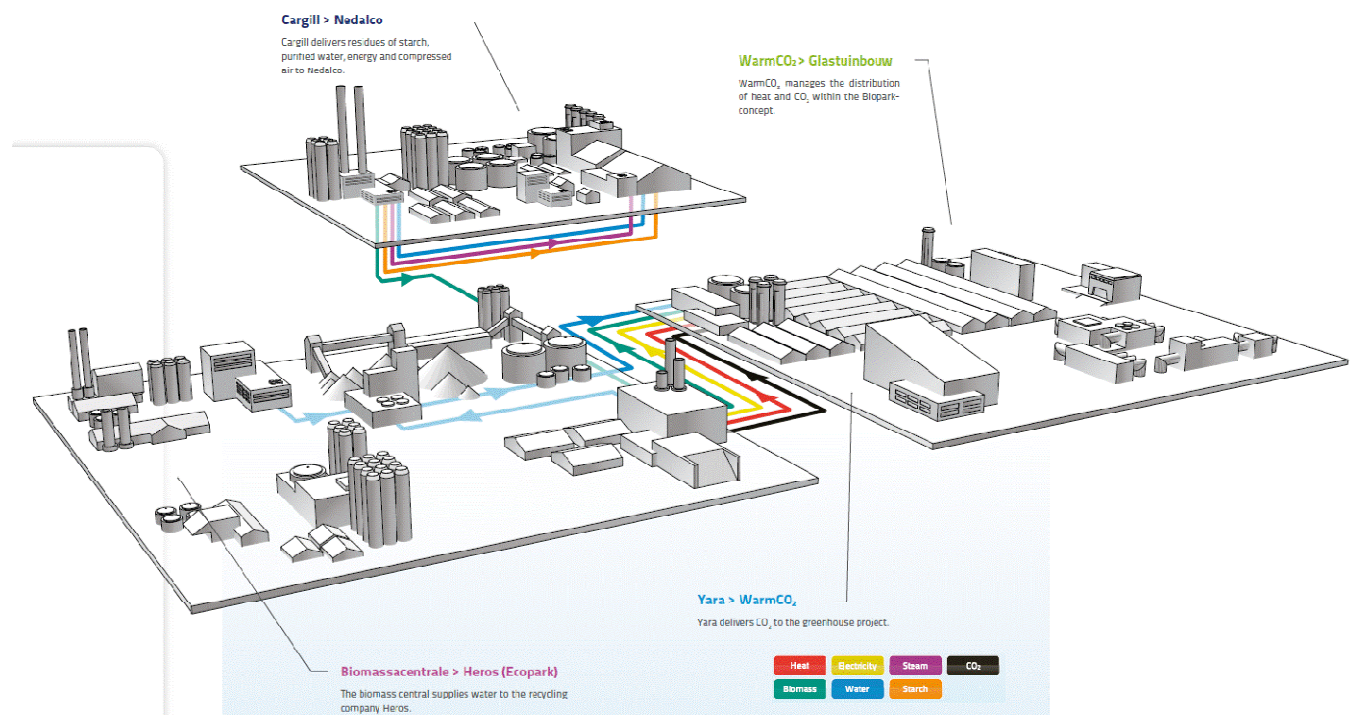 Cargill > Nedalco
Cargill delivers residues of starch,
purified water, energy and compressed
air to Nedalco.
WarmCO₂ > Glastuinbouw
WarmCO₂ manages the distribution
of heat and CO₂ within the Biopark-
concept.
Yara > WarmCO₂
Yara delivers CO₂ to the greenhouse project.
Biomassacentrale > Heros (Ecopark)
The biomass central supplies water to the recycling
company Heros.
Heat Electricity Steam CO₂
Biomass Water Starch